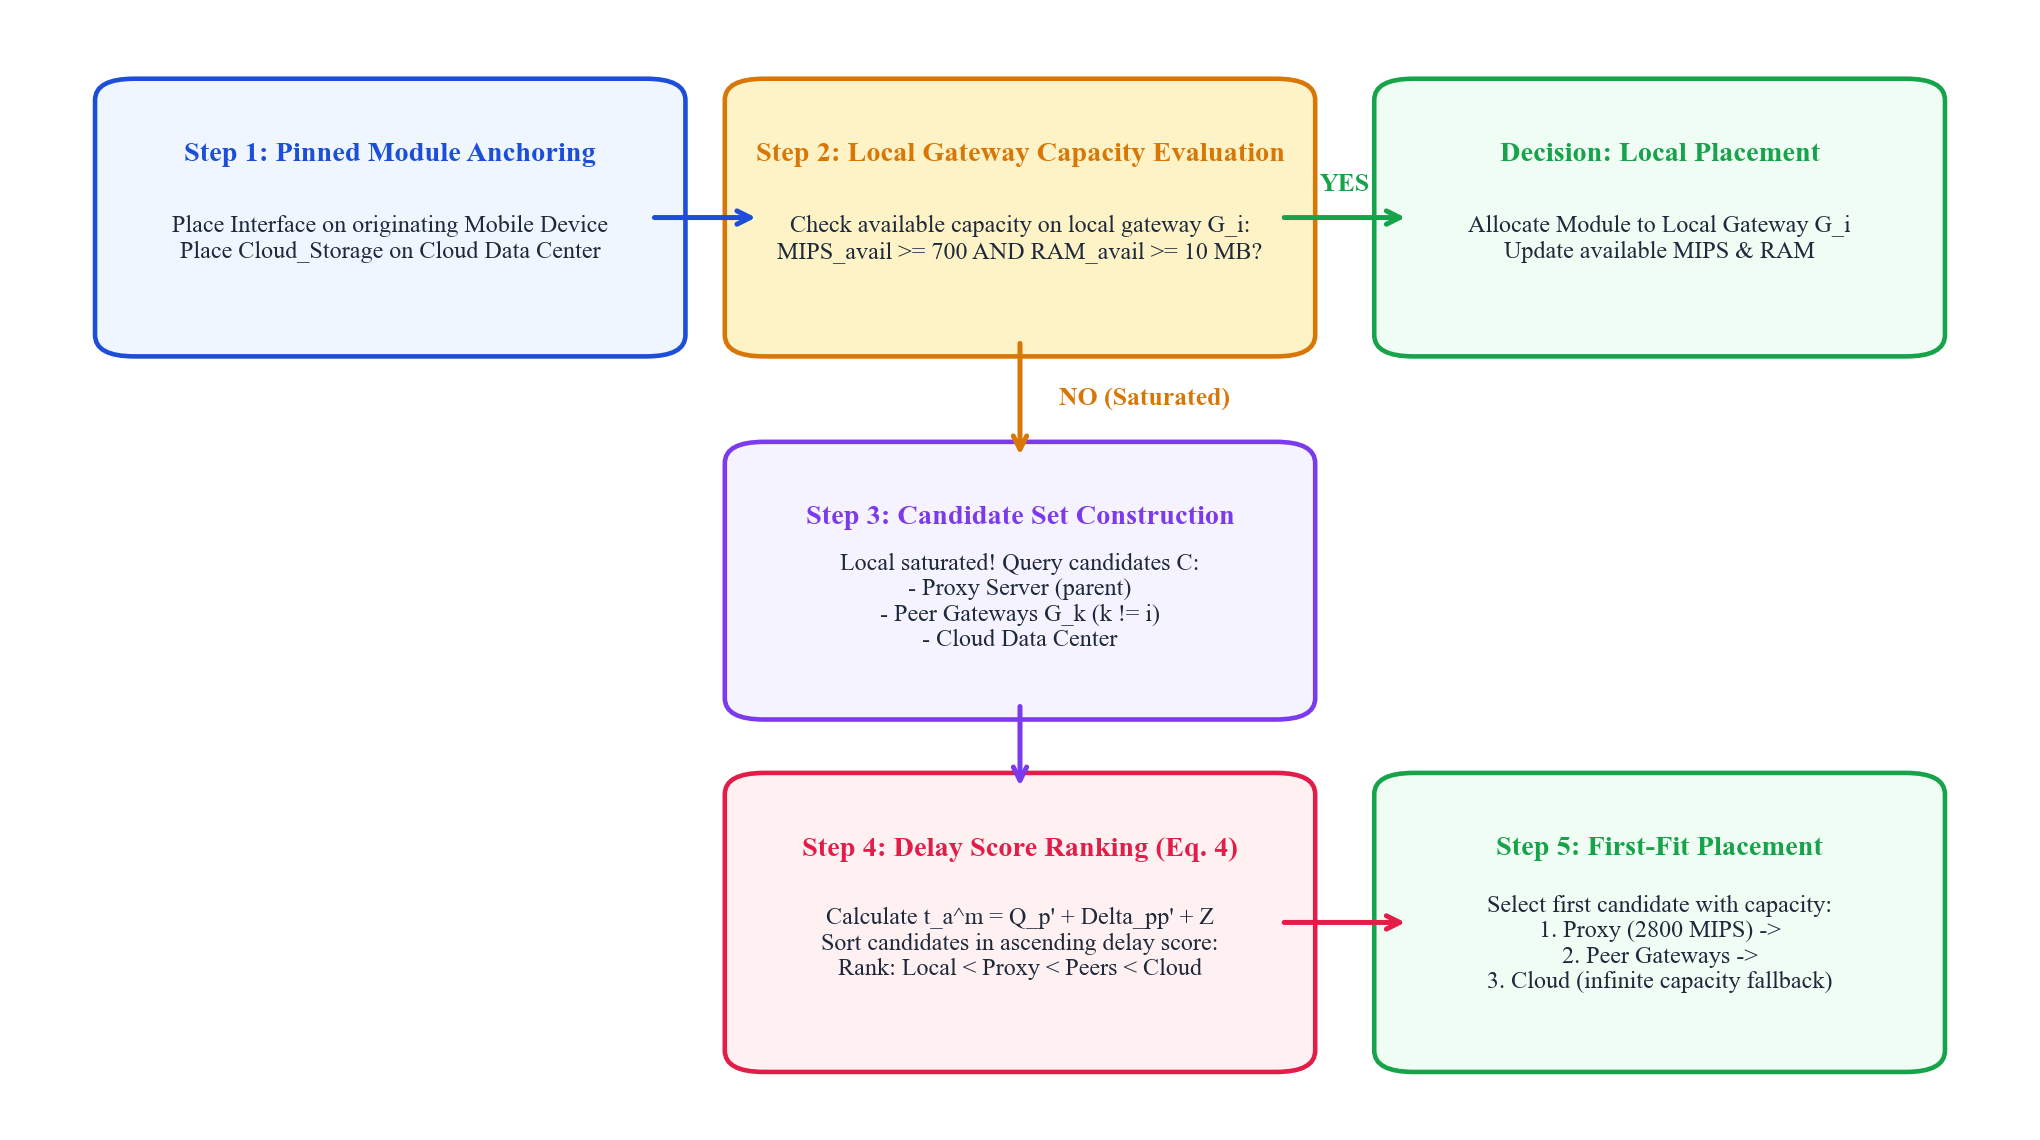 Step 1: Pinned Module Anchoring
Place Interface on originating Mobile Device
Place Cloud_Storage on Cloud Data Center
Step 2: Local Gateway Capacity Evaluation
Check available capacity on local gateway G_i:
MIPS_avail >= 700 AND RAM_avail >= 10 MB?
YES
Decision: Local Placement
Allocate Module to Local Gateway G_i
Update available MIPS & RAM
NO (Saturated)
Step 3: Candidate Set Construction
Local saturated! Query candidates C:
- Proxy Server (parent)
- Peer Gateways G_k (k != i)
- Cloud Data Center
Step 4: Delay Score Ranking (Eq. 4)
Calculate t_a^m = Q_p' + Delta_pp' + Z
Sort candidates in ascending delay score:
Rank: Local < Proxy < Peers < Cloud
Step 5: First-Fit Placement
Select first candidate with capacity:
1. Proxy (2800 MIPS) ->
2. Peer Gateways ->
3. Cloud (infinite capacity fallback)